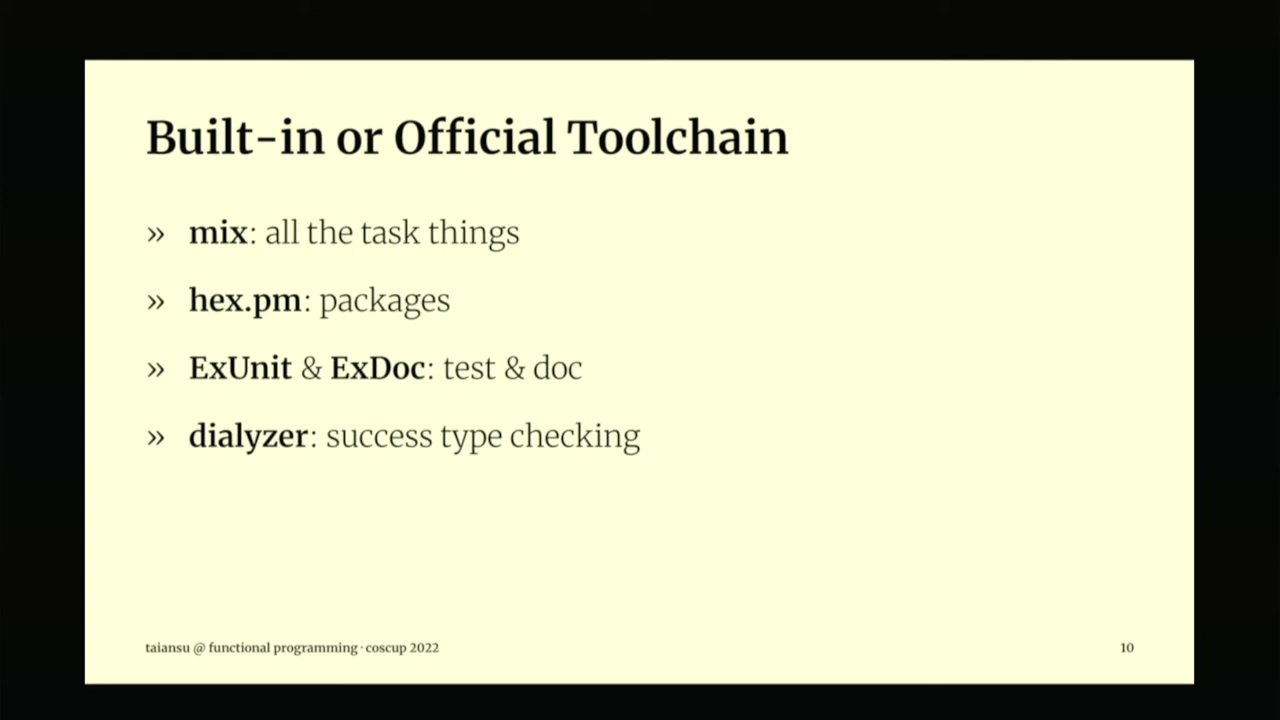 Built-in or Official Toolchain
» mix: all the task things
» hex.pm: packages
» ExUnit & ExDoc: test & doc
» dialyzer: success type checking
taiansu @ functional programming · coscup 2022
10